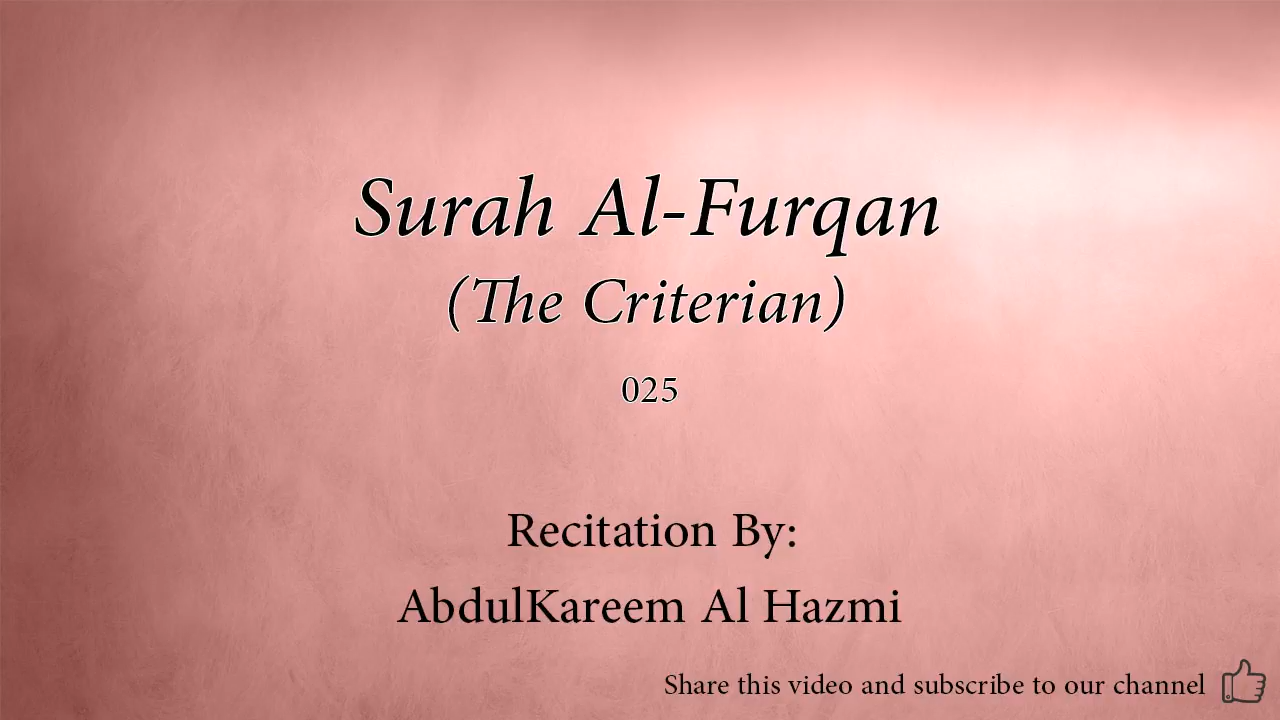 Surah Al-Furqan
(The Criterian)
025
Recitation By:
AbdulKareem Al Hazmi
Share this video and subscribe to our channel